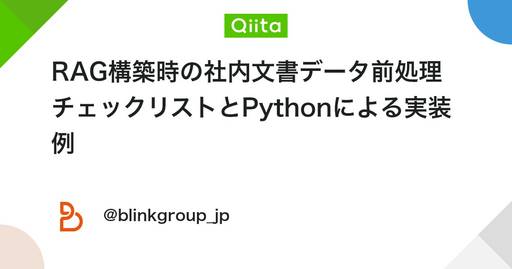 Qiita
RAG構築時の社内文書データ前処理
チェックリストとPythonによる実装
例
@blinkgroup_jp